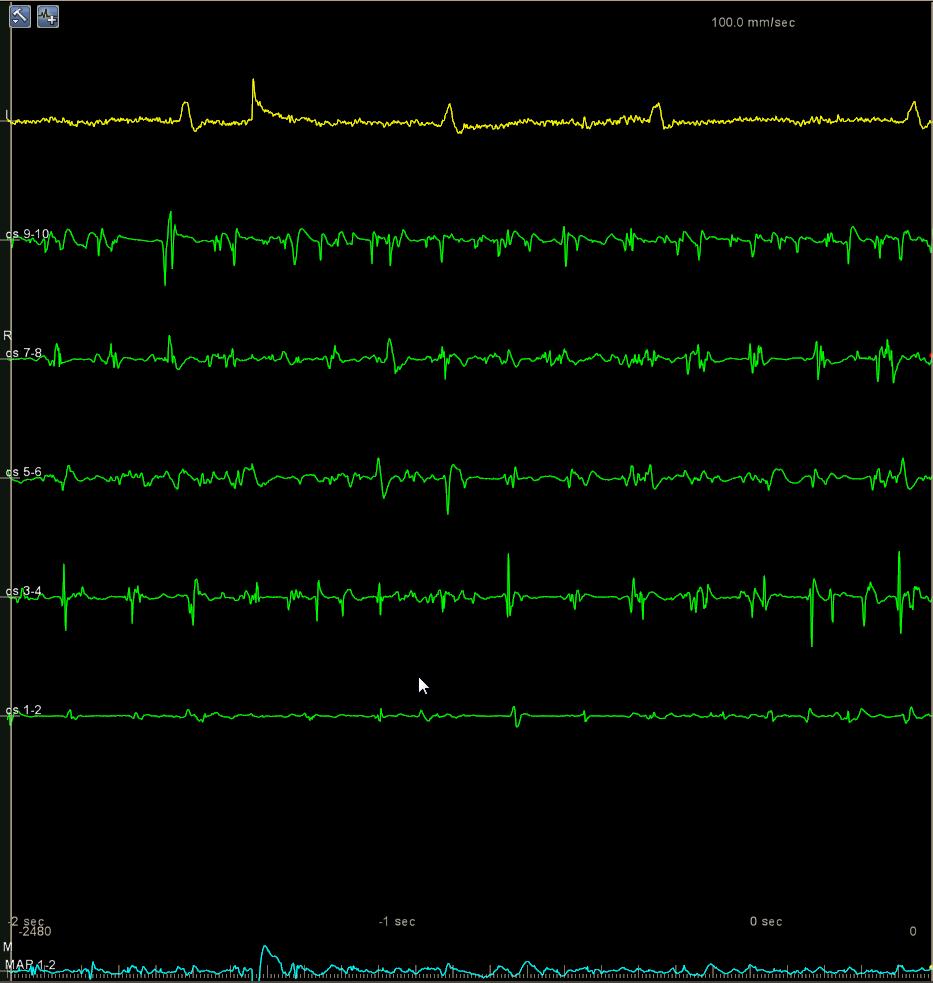 100.0 mm/sec
cs 9-10
R
cs 7-8
cs 5-6
cs 3-4
cs 1-2
-2 sec
-1 sec
0 sec
-2480
0
M
MAP 1-2